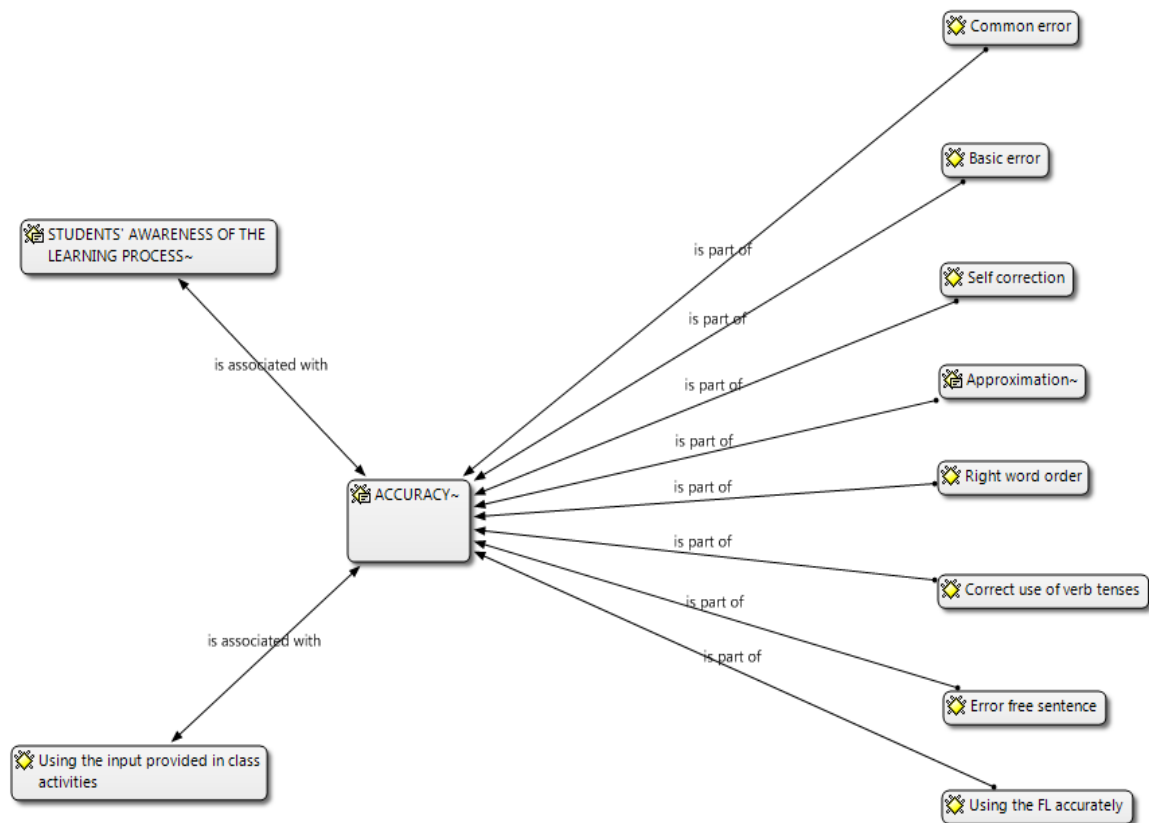 Common error
Basic error
is part of
STUDENTS' AWARENESS OF THE
LEARNING PROCESS~
Self correction
is part of
is associated with
Approximation~
is part of
is part of
Right word order
is part of
ACCURACY~
is part of
Correct use of verb tenses
is part of
is associated with
is part of
Error free sentence
Using the input provided in class
activities
Using the FL accurately